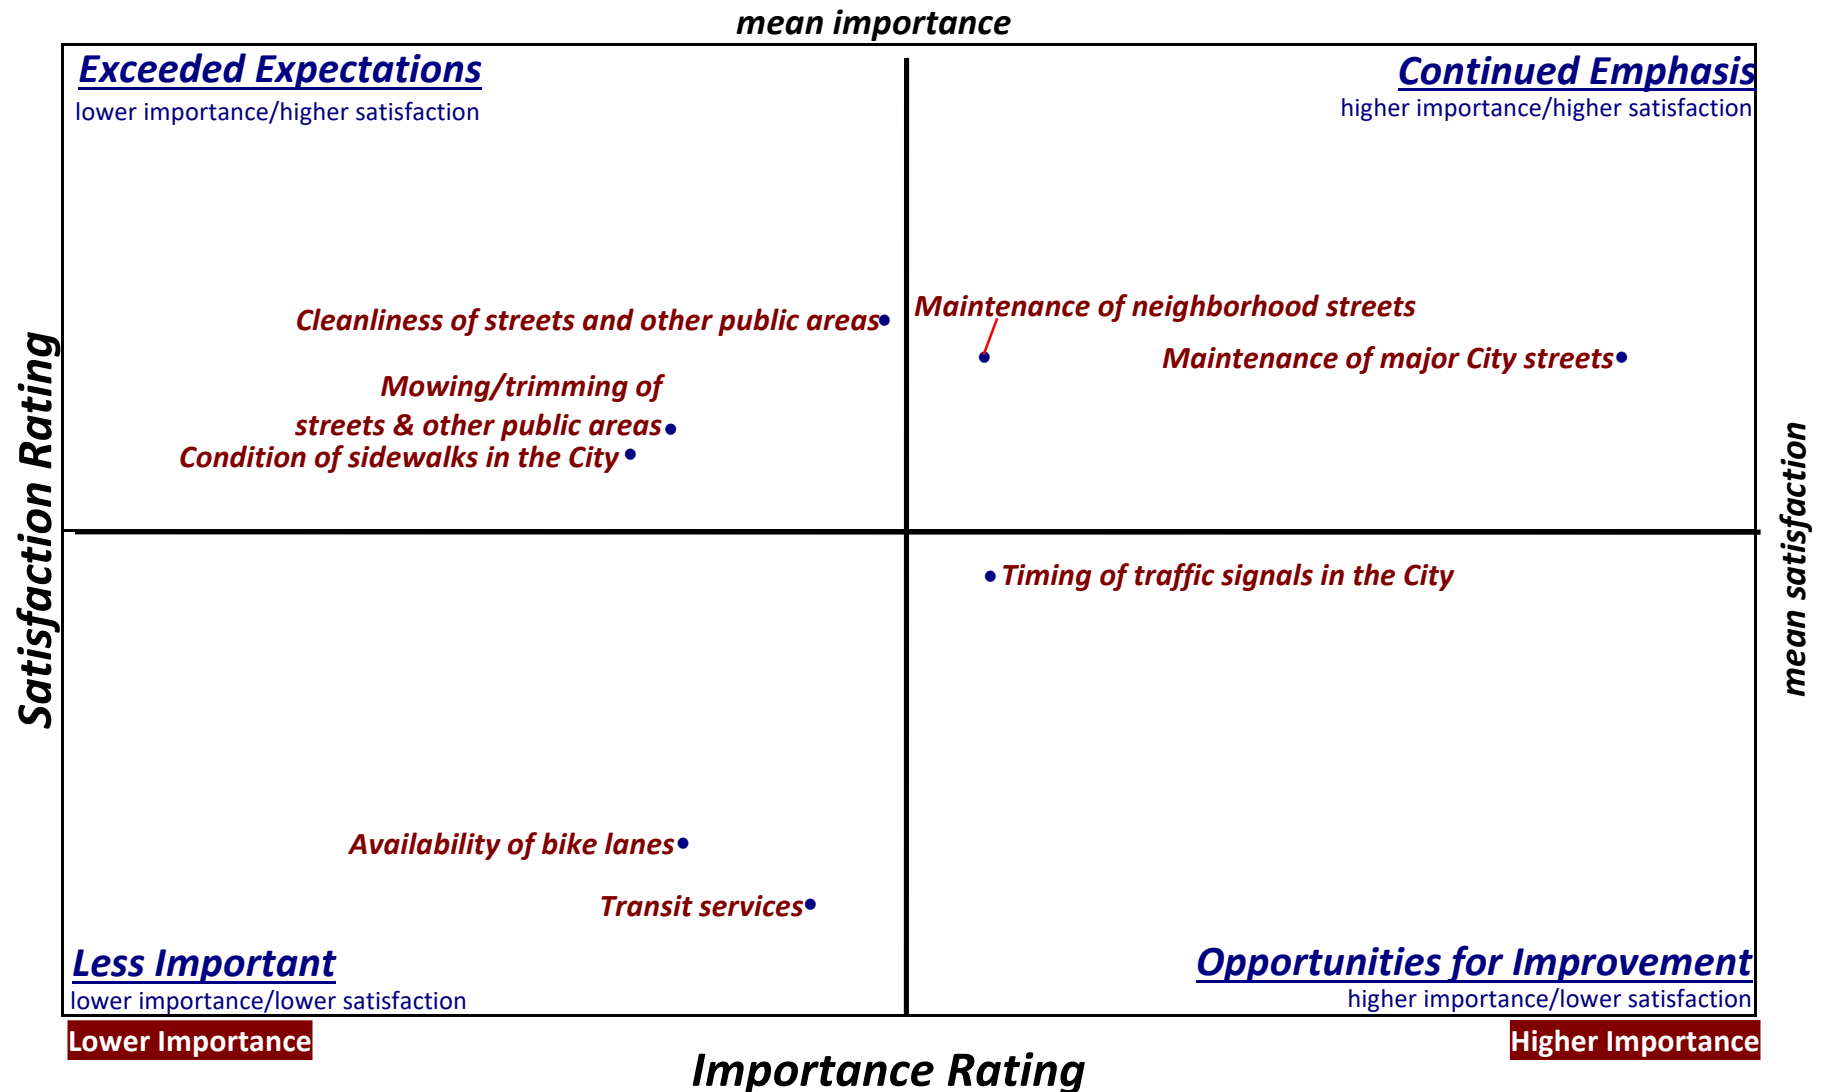 mean importance
Exceeded Expectations
lower importance/higher satisfaction
Continued Emphasis
higher importance/higher satisfaction
Cleanliness of streets and other public areas
Maintenance of neighborhood streets
Maintenance of major City streets
Mowing/trimming of
streets & other public areas
Condition of sidewalks in the City
Satisfaction Rating
mean satisfaction
Timing of traffic signals in the City
Availability of bike lanes
Transit services
Less Important
lower importance/lower satisfaction
Opportunities for Improvement
higher importance/lower satisfaction
Lower Importance
Importance Rating
Higher Importance